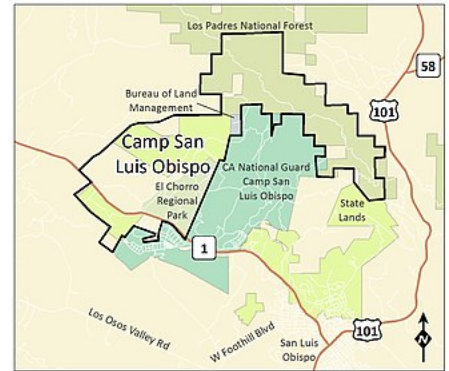 Los Padres National Forest
58
Bureau of Land
Management
101
Camp San
Luis Obispo
CA National Guard
Camp San
Luis Obispo
El Chorro
Regional
Park
State
Lands
1
Los Osos Valley Rd
W Foothill Blvd
San Luis
Obispo
101
N